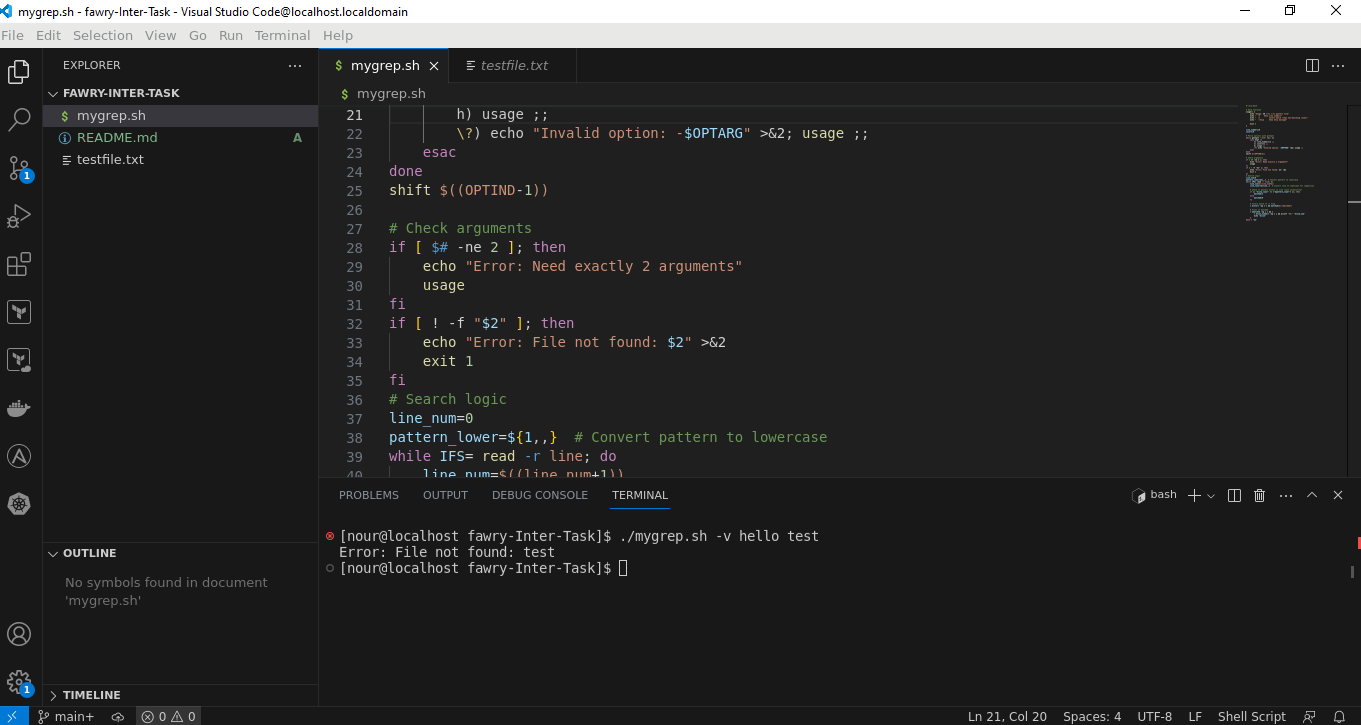 mygrep.sh - fawry-Inter-Task - Visual Studio Code@localhost.localdomain
File Edit Selection View Go Run Terminal Help
EXPLORER
FAWRY-INTER-TASK
$ mygrep.sh
README.md A
testfile.txt
1
1
OUTLINE
No symbols found in document
'mygrep.sh'
TIMELINE
$ mygrep.sh
testfile.txt
$ mygrep.sh
21 h) usage ;;
22 \?) echo "Invalid option: -$OPTARG" >&2; usage ;;
23 esac
24 done
25 shift $((OPTIND-1))
26
27 # Check arguments
28 if [ $# -ne 2 ]; then
29 echo "Error: Need exactly 2 arguments"
30 usage
31 fi
32 if [ ! -f "$2" ]; then
33 echo "Error: File not found: $2" >&2
34 exit 1
35 fi
36 # Search logic
37 line_num=0
38 pattern_lower=${1,,} # Convert pattern to lowercase
39 while IFS= read -r line; do
40 line_num=$((line_num+1))
PROBLEMS OUTPUT DEBUG CONSOLE TERMINAL
bash
[nour@localhost fawry-Inter-Task]$ ./mygrep.sh -v hello test
Error: File not found: test
[nour@localhost fawry-Inter-Task]$
main+ 0 0 Ln 21, Col 20 Spaces: 4 UTF-8 LF Shell Script